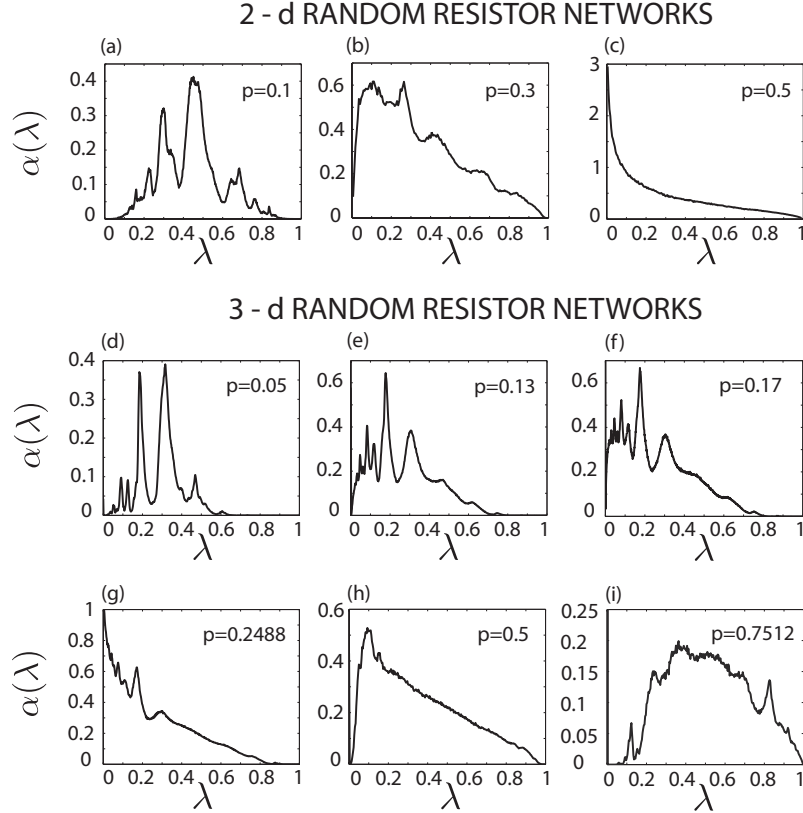 2 - d RANDOM RESISTOR NETWORKS
(a) (b) (c)
p=0.1 p=0.3 p=0.5
α(λ)
0.4 0.3 0.2 0.1 0
0.6 0.4 0.2 0
3 2 1 0
0 0.2 0.4 0.6 0.8 1 0 0.2 0.4 0.6 0.8 1 0 0.2 0.4 0.6 0.8 1
λ λ λ
3 - d RANDOM RESISTOR NETWORKS
(d) (e) (f)
p=0.05 p=0.13 p=0.17
α(λ)
0.4 0.3 0.2 0.1 0
0.6 0.4 0.2 0
0.6 0.4 0.2 0
0 0.2 0.4 0.6 0.8 1 0 0.2 0.4 0.6 0.8 1 0 0.2 0.4 0.6 0.8 1
λ λ λ
(g) (h) (i)
p=0.2488 p=0.5 p=0.7512
α(λ)
1 0.8 0.6 0.4 0.2 0
0.6 0.4 0.2 0
0.25 0.2 0.15 0.1 0.05 0
0 0.2 0.4 0.6 0.8 1 0 0.2 0.4 0.6 0.8 1 0 0.2 0.4 0.6 0.8 1
λ λ λ